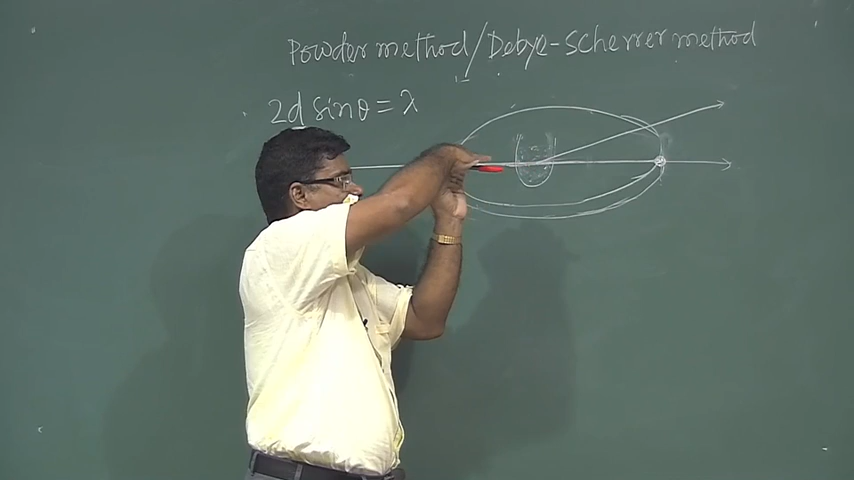 Powder method/Debye-Scherrer method
2d sinθ = λ